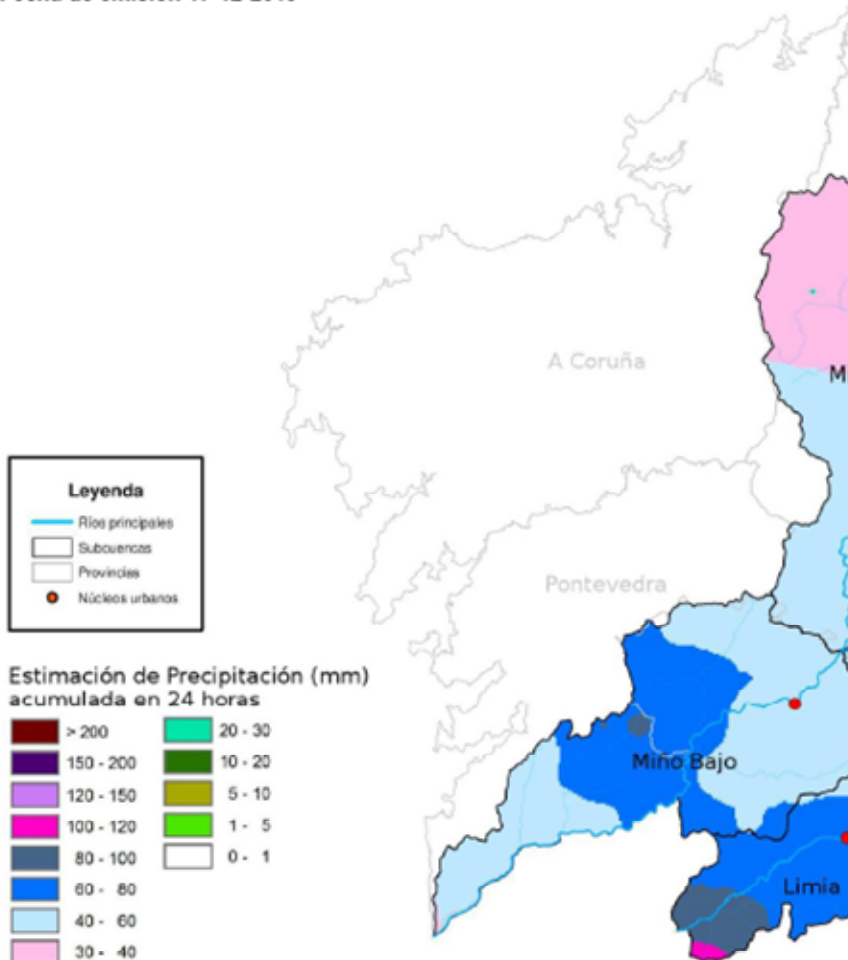 A Coruña
M
Leyenda
Ríos principales
Subcuencas
Provincias
Núcleos urbanos
Pontevedra
Estimación de Precipitación (mm)
acumulada en 24 horas
> 200
150 - 200
120 - 150
100 - 120
80 - 100
60 - 80
40 - 60
30 - 40
20 - 30
10 - 20
5 - 10
1 - 5
0 - 1
Miño Bajo
Limia